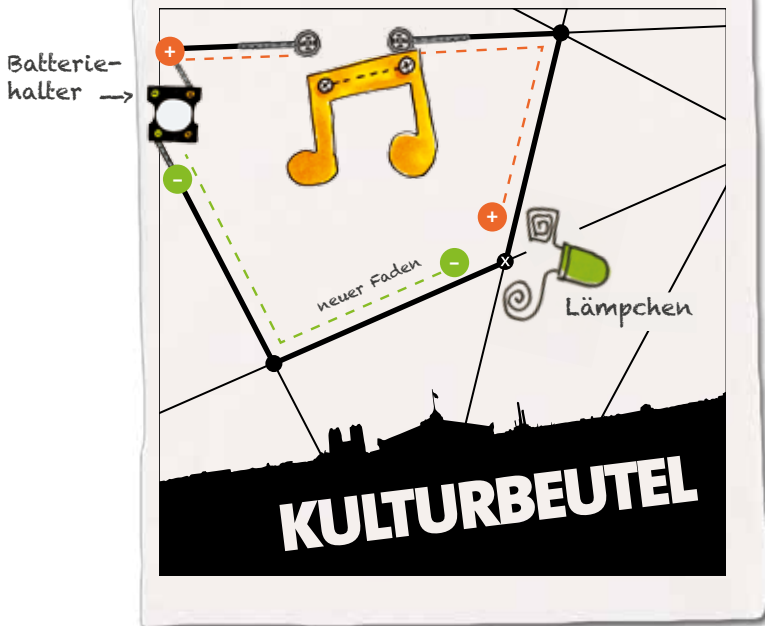 Batterie-
halter
+
–
+
–
neuer Faden
x
Lämpchen
KULTURBEUTEL